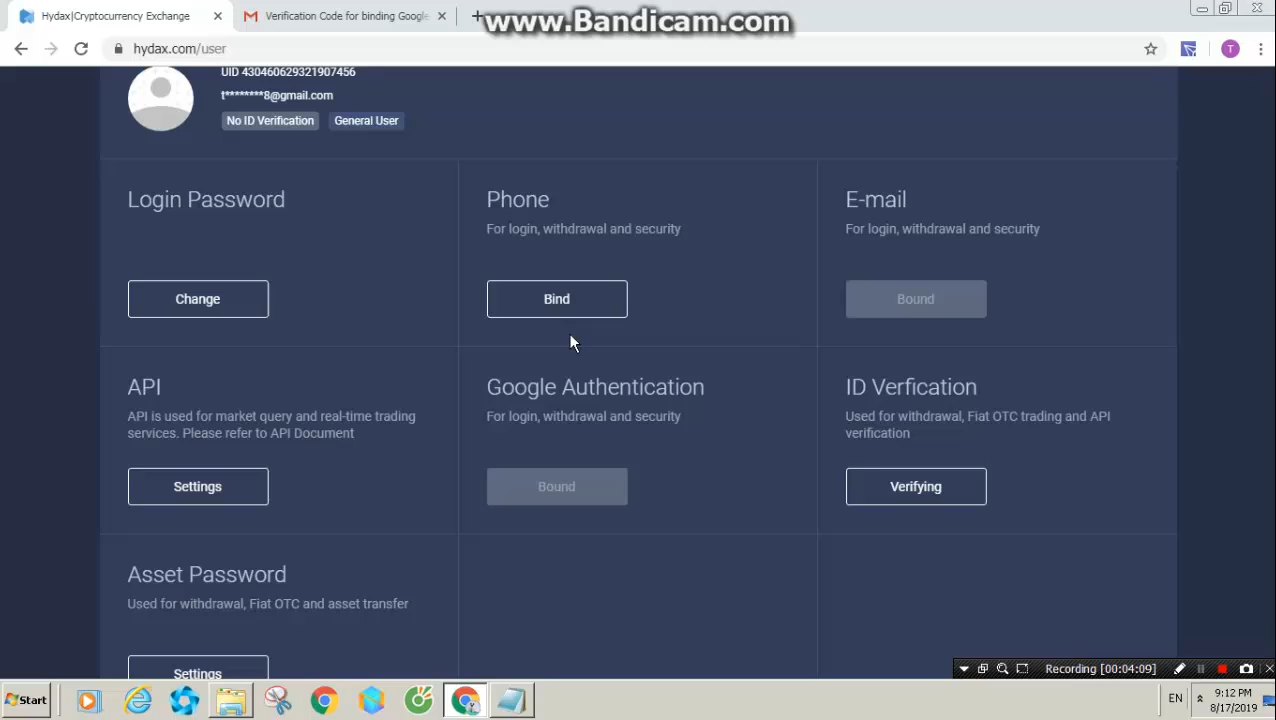 Hydax|Cryptocurrency Exchange
Verification Code for binding Google
www.Bandicam.com
hydax.com/user
T
UID 430460629321907456
t********8@gmail.com
No ID Verification
General User
Login Password
Change
Phone
For login, withdrawal and security
Bind
E-mail
For login, withdrawal and security
Bound
API
API is used for market query and real-time trading
services. Please refer to API Document
Settings
Google Authentication
For login, withdrawal and security
Bound
ID Verfication
Used for withdrawal, Fiat OTC trading and API
verification
Verifying
Asset Password
Used for withdrawal, Fiat OTC and asset transfer
Settings
Recording [00:04:09]
Start
EN
9:12 PM
8/17/2019